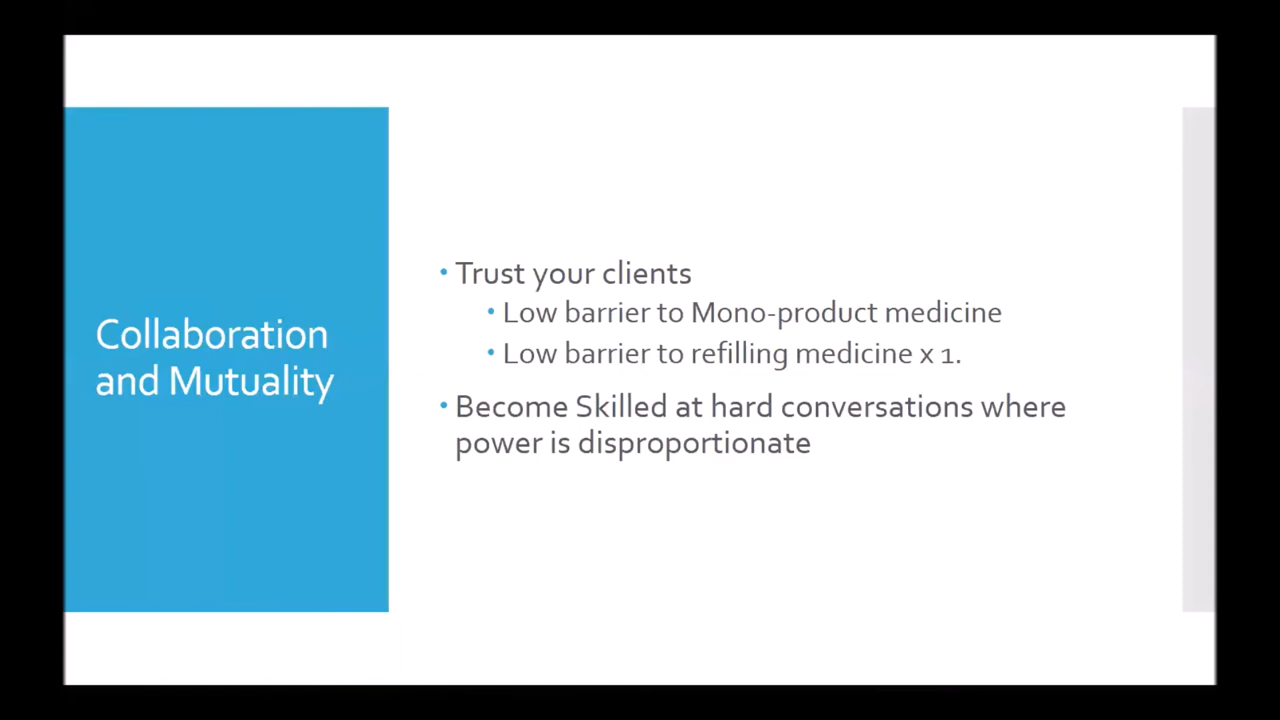 Collaboration
and Mutuality
• Trust your clients
• Low barrier to Mono-product medicine
• Low barrier to refilling medicine x 1.
• Become Skilled at hard conversations where
power is disproportionate